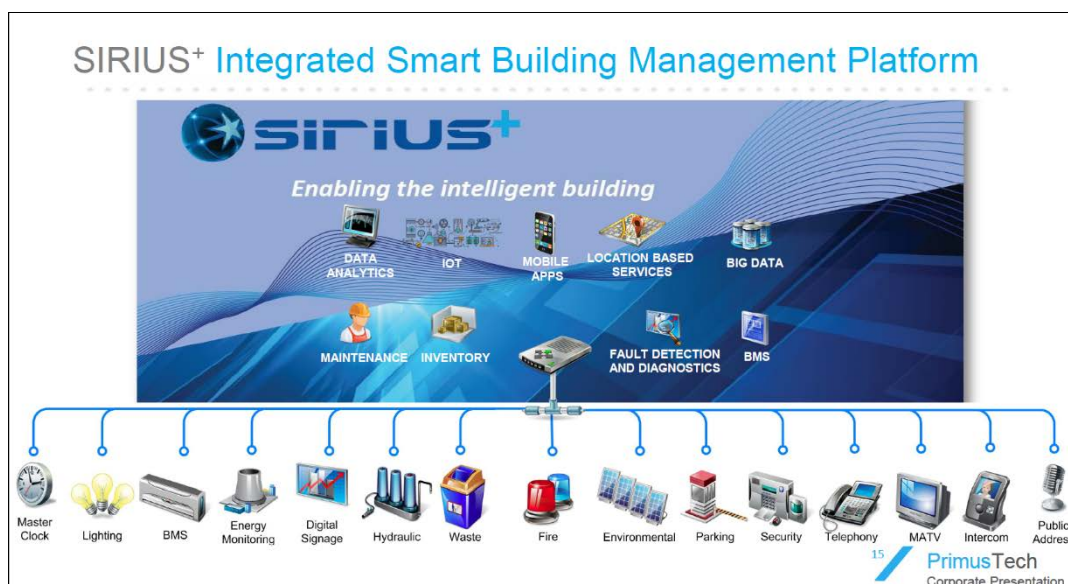 SIRIUS+ Integrated Smart Building Management Platform
sirius+
Enabling the intelligent building
DATA
ANALYTICS
IOT
MOBILE
APPS
LOCATION BASED
SERVICES
BIG DATA
MAINTENANCE
INVENTORY
FAULT DETECTION
AND DIAGNOSTICS
BMS
Master
Clock
Lighting
BMS
Energy
Monitoring
Digital
Signage
Hydraulic
Waste
Fire
Environmental
Parking
Security
Telephony
MATV
Intercom
Public
Address
15
PrimusTech
Corporate Presentation